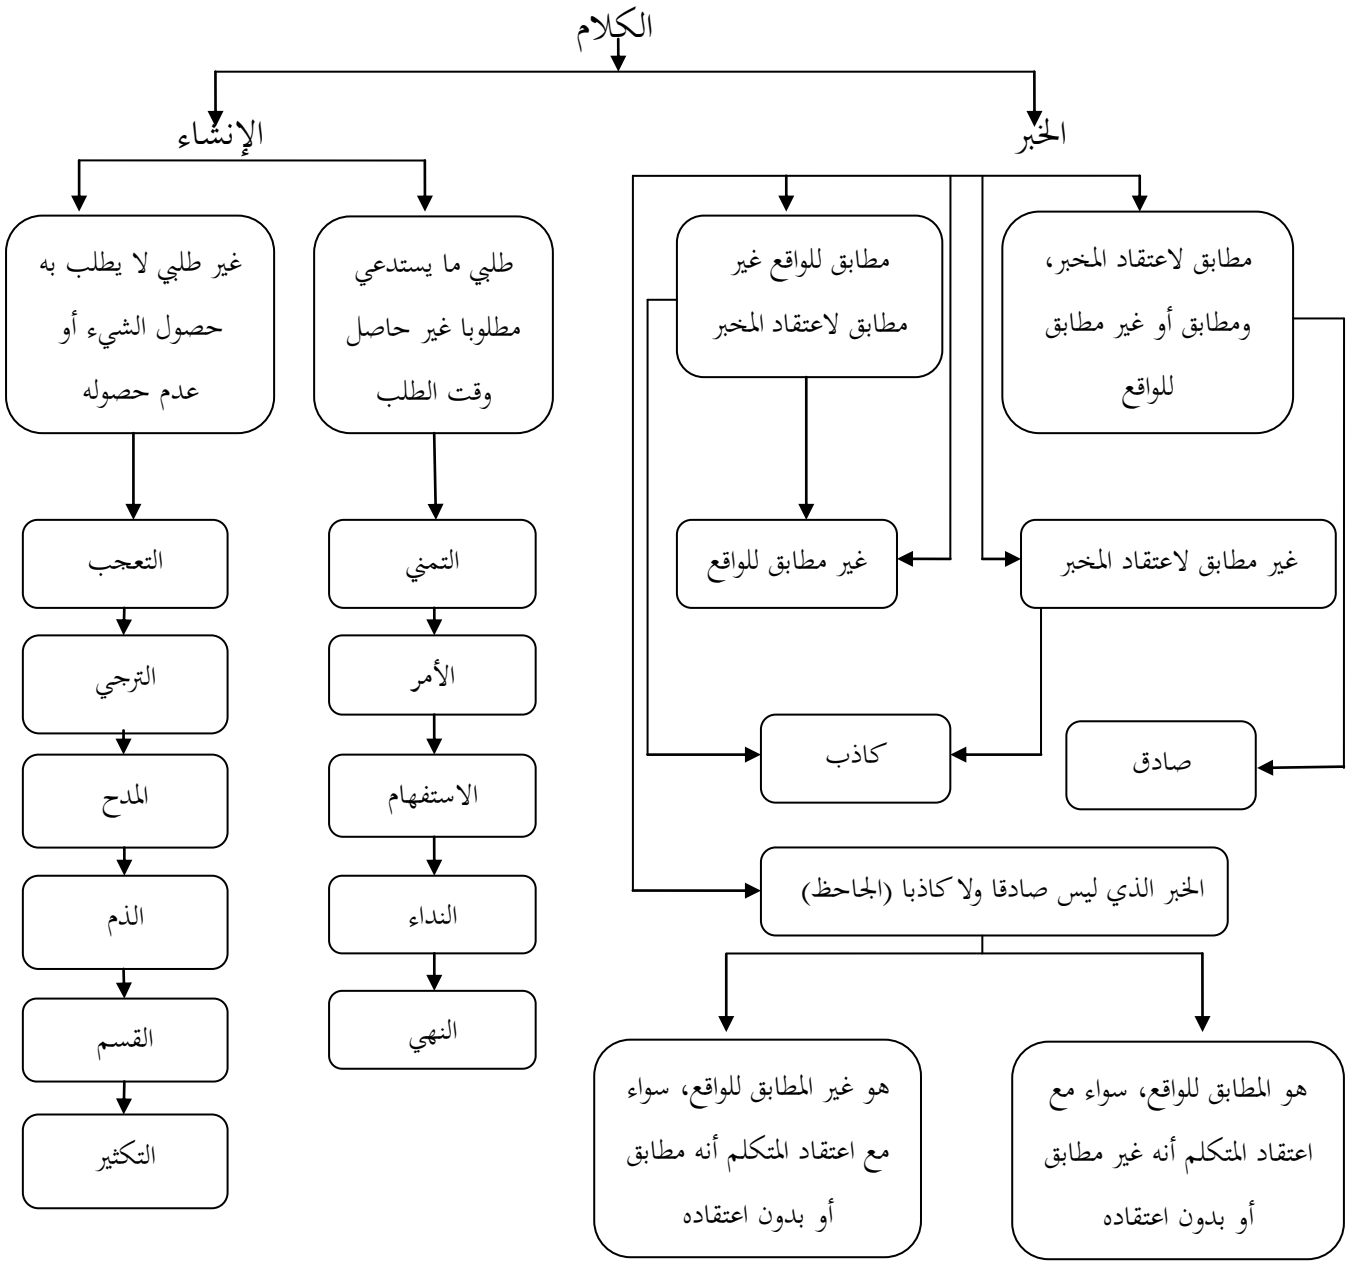 الكلام
الخبر
الإنشاء
مطابق لاعتقاد المخبر،
ومطابق أو غير مطابق
للواقع
مطابق للواقع غير
مطابق لاعتقاد المخبر
طلبي ما يستدعي
مطلوبا غير حاصل
وقت الطلب
غير طلبي لا يطلب به
حصول الشيء أو
عدم حصوله
غير مطابق لاعتقاد المخبر
غير مطابق للواقع
التمني
التعجب
الأمر
الترجي
صادق
كاذب
الاستفهام
المدح
الخبر الذي ليس صادقا ولا كاذبا (الجاحظ)
النداء
الذم
النهي
القسم
هو المطابق للواقع، سواء مع
اعتقاد المتكلم أنه غير مطابق
أو بدون اعتقاده
هو غير المطابق للواقع، سواء
مع اعتقاد المتكلم أنه مطابق
أو بدون اعتقاده
التكثير